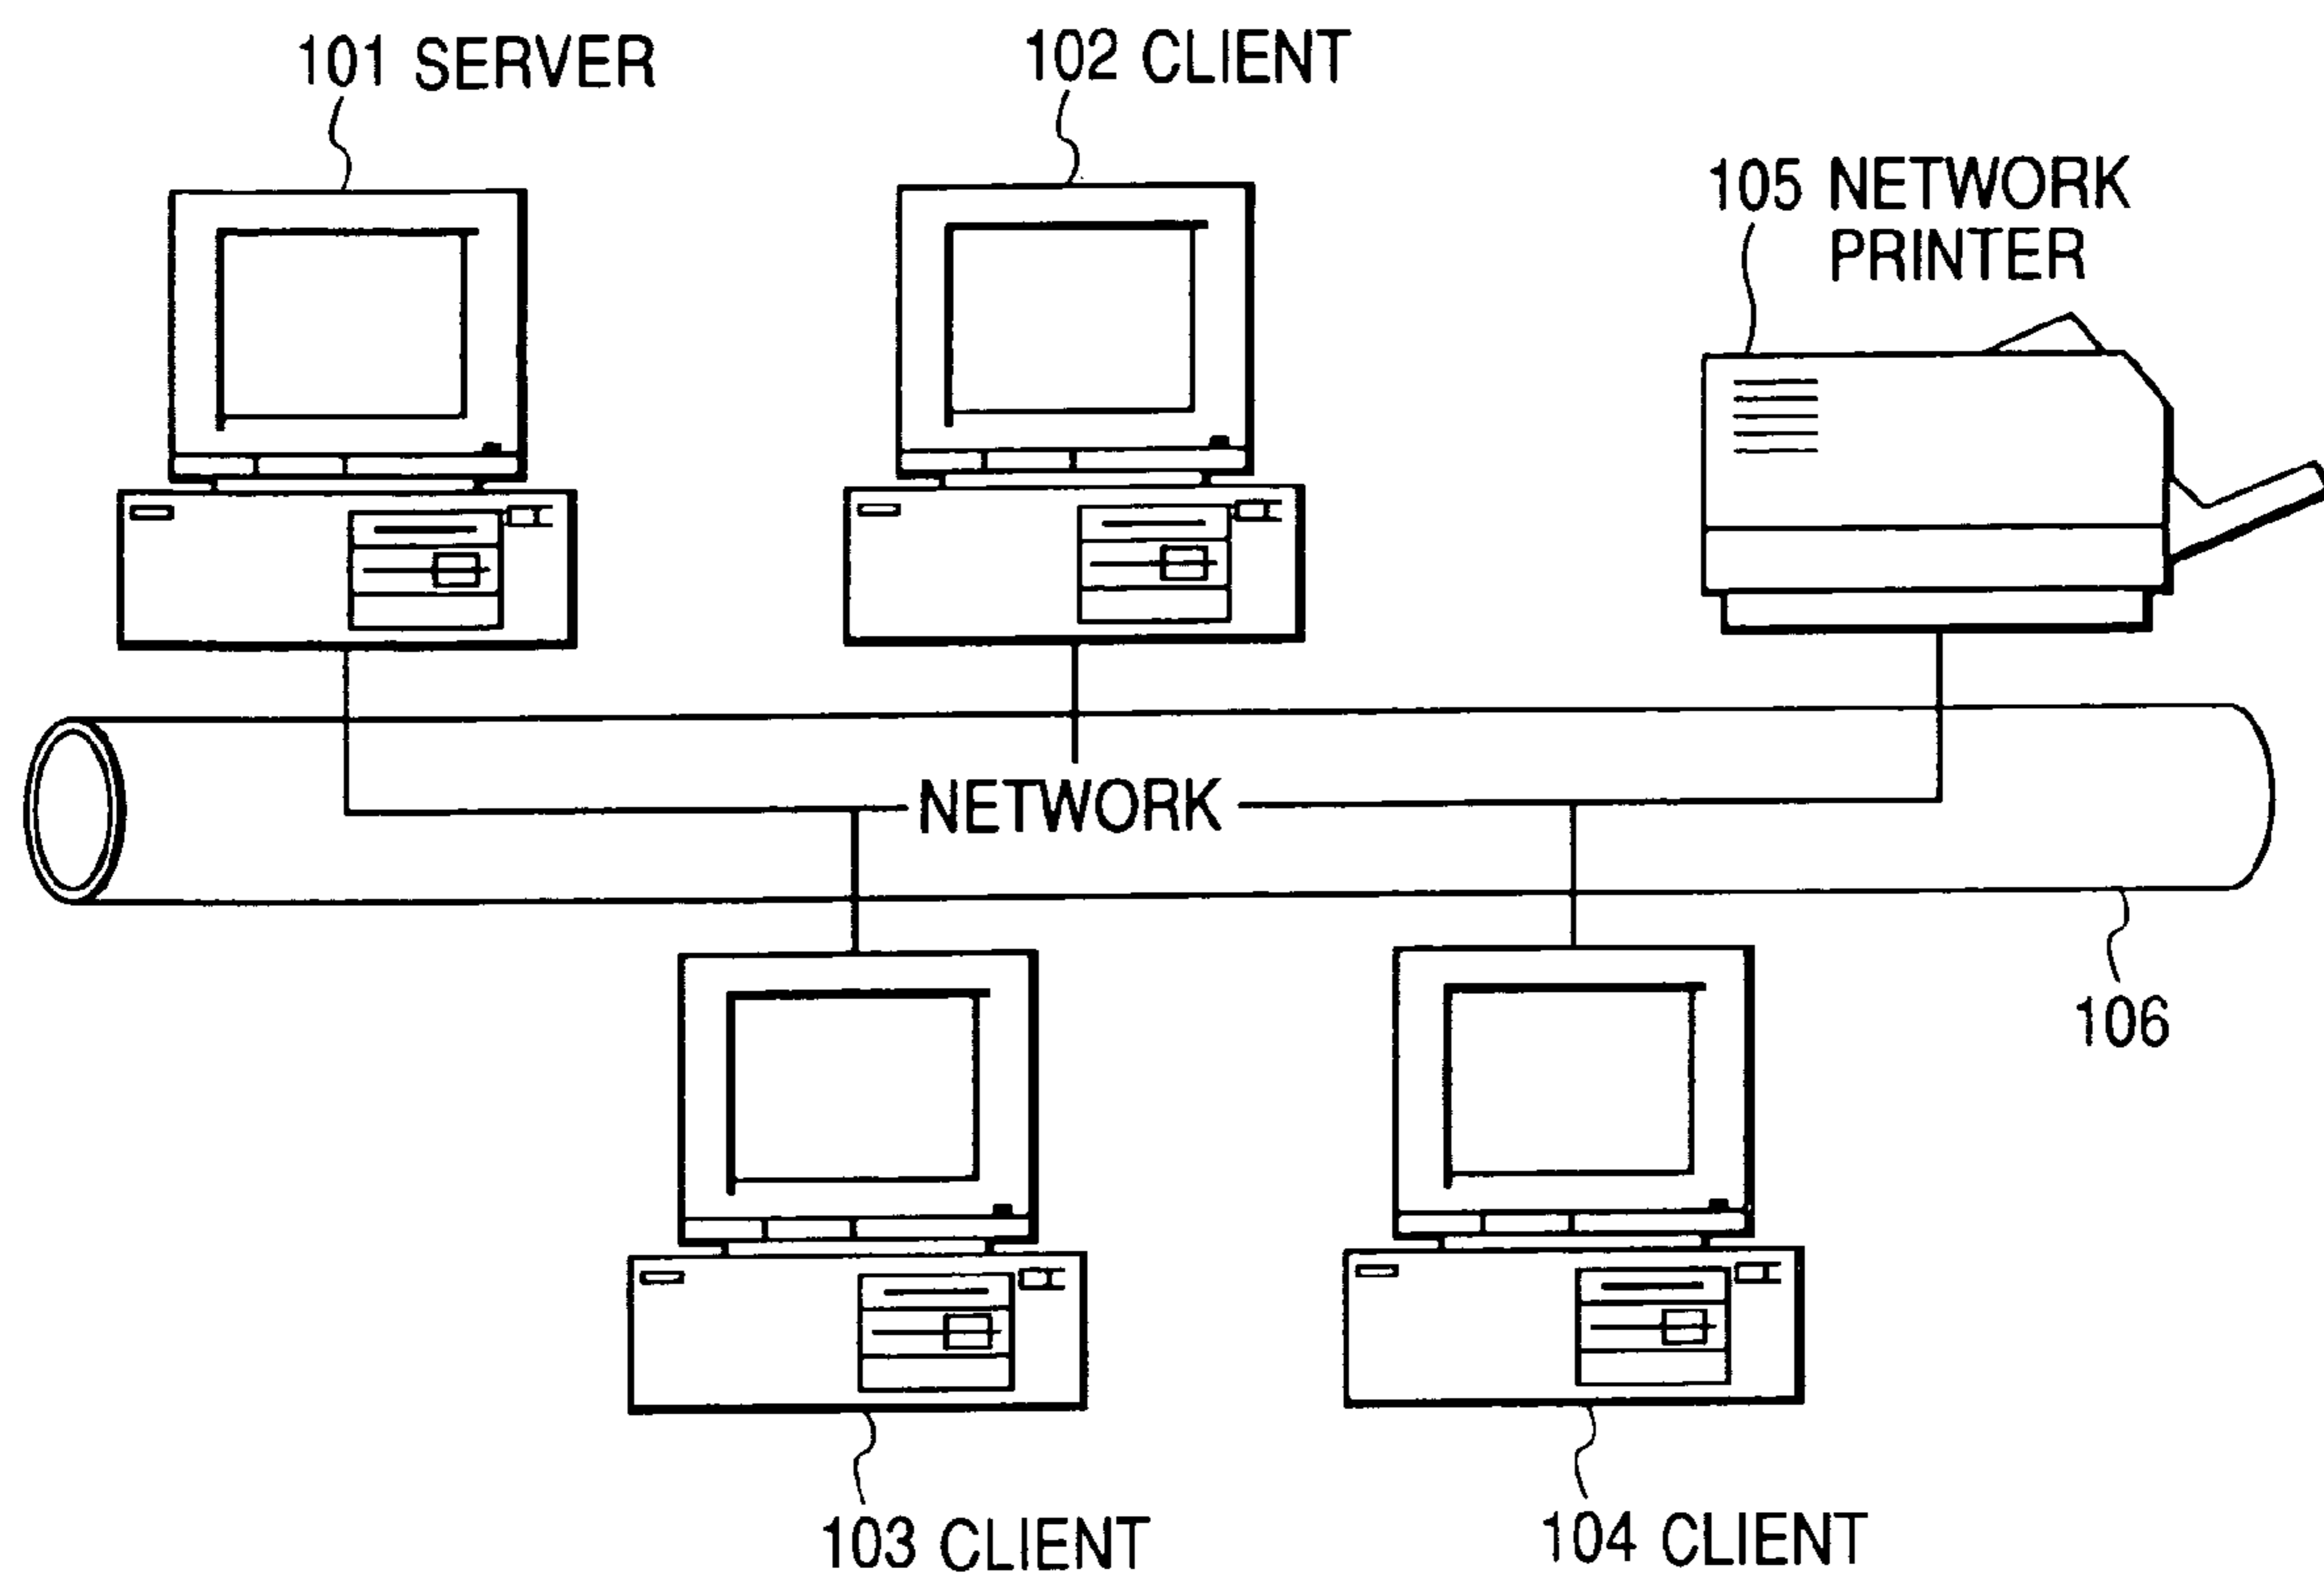 101 SERVER
102 CLIENT
105 NETWORK
PRINTER
NETWORK
106
103 CLIENT
104 CLIENT